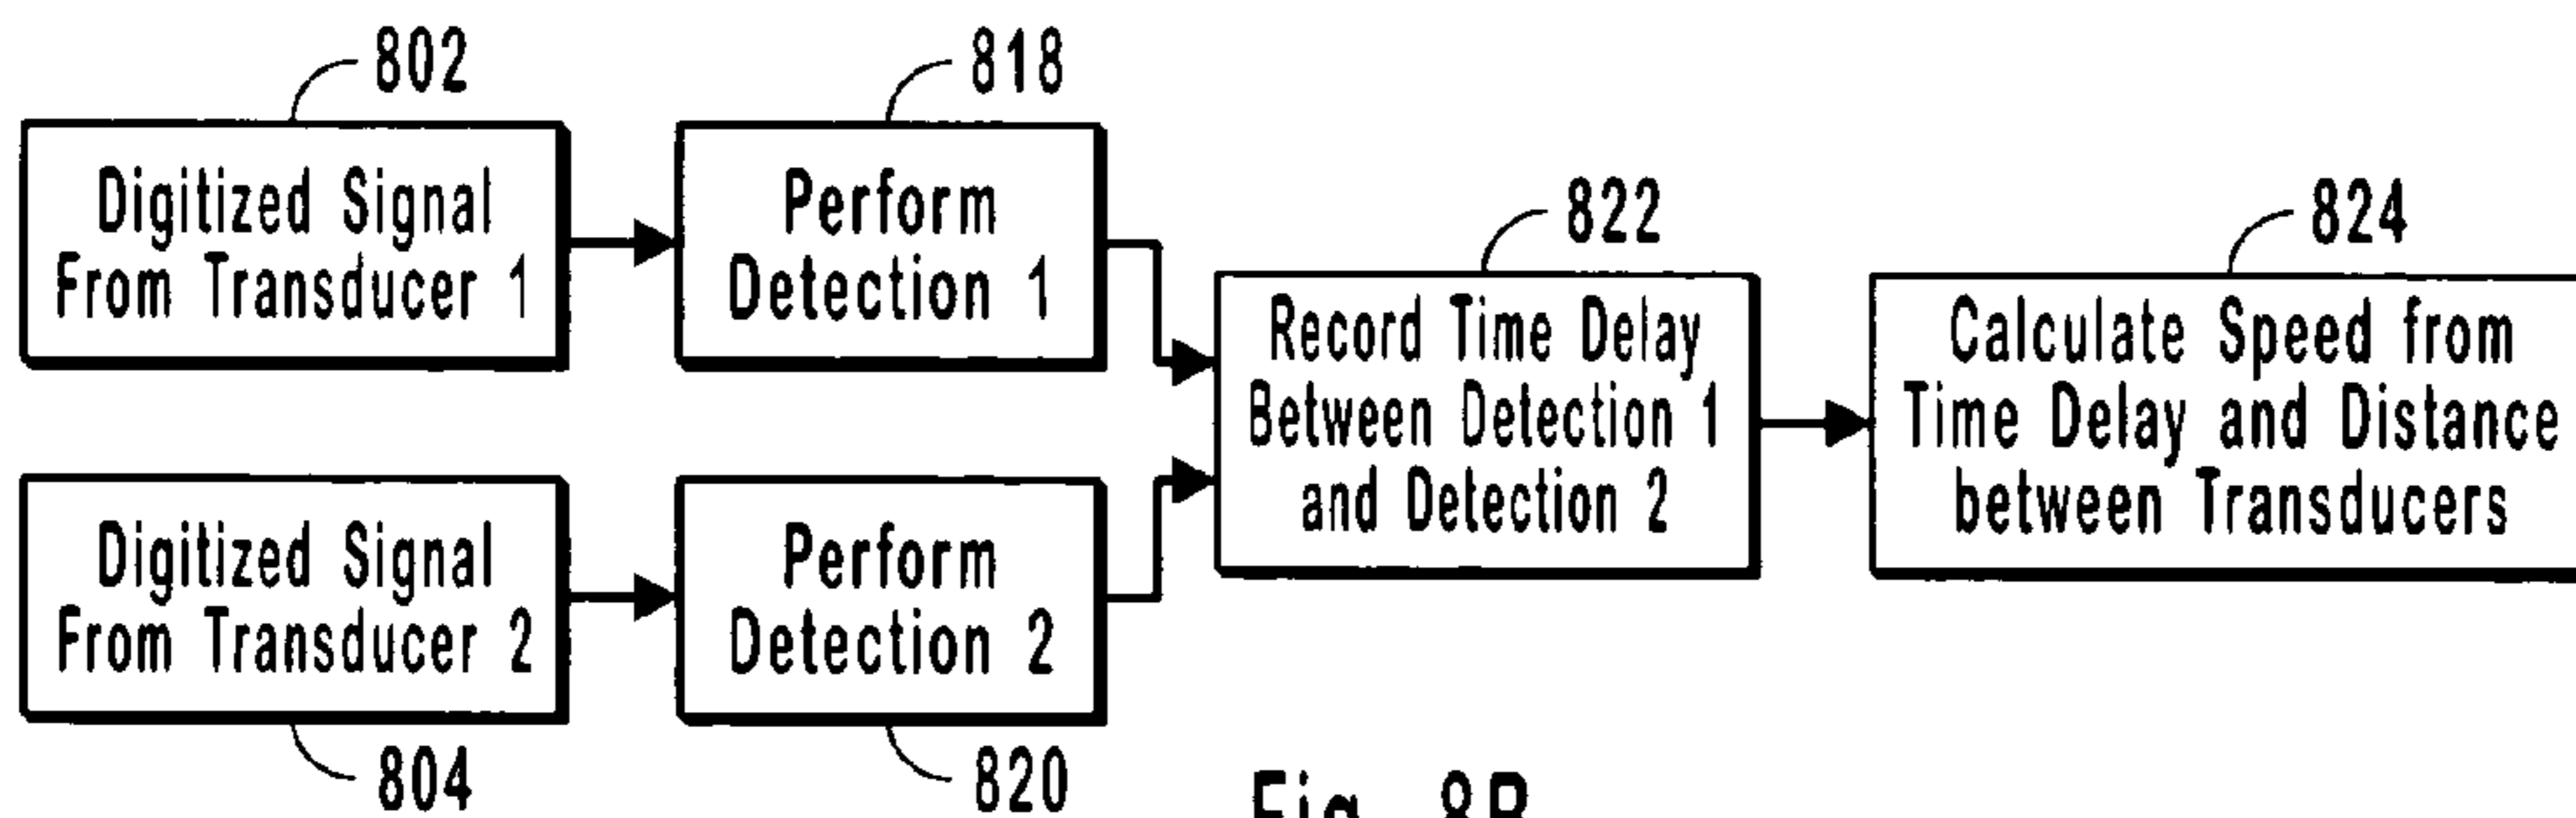 802
Digitized Signal
From Transducer 1
818
Perform
Detection 1
804
Digitized Signal
From Transducer 2
820
Perform
Detection 2
822
Record Time Delay
Between Detection 1
and Detection 2
824
Calculate Speed from
Time Delay and Distance
between Transducers
Fig. 8B